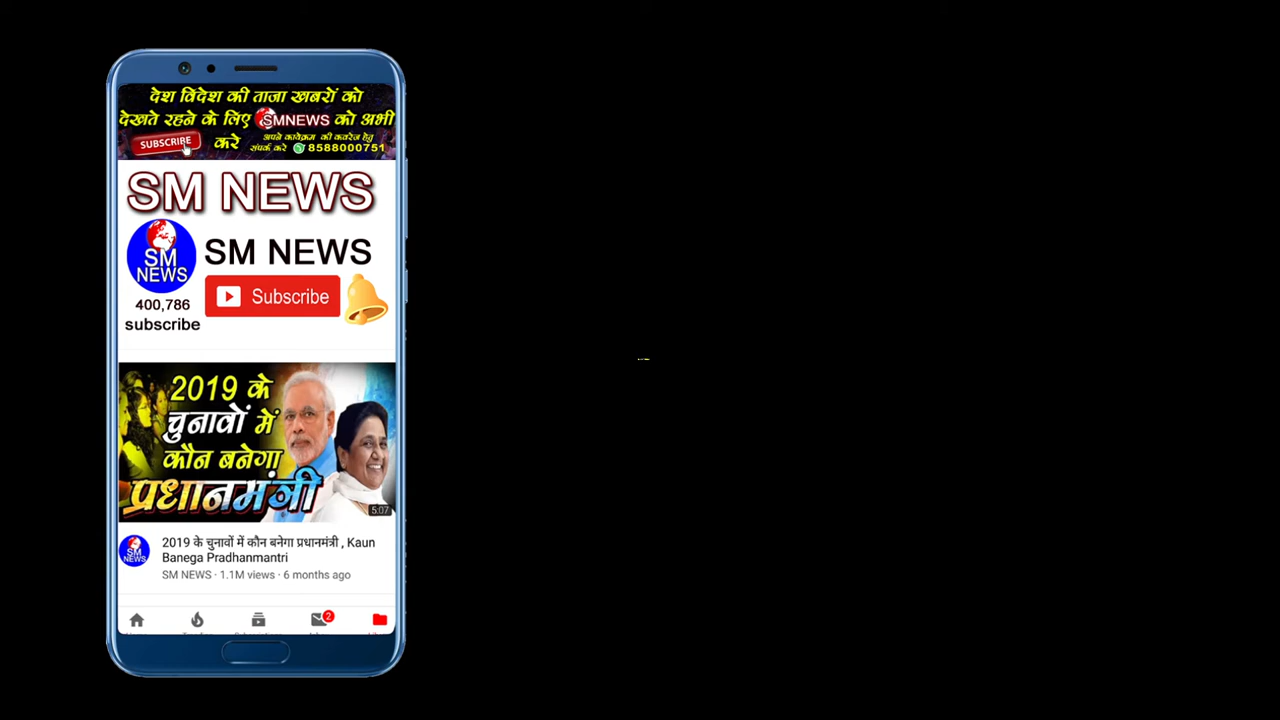 देश विदेश की ताजा खबरों को
देखते रहने के लिए SMNEWS को अभी
SUBSCRIBE करे
अपने कार्यक्रम की कवरेज हेतु
संपर्क करे 8588000751
SM NEWS
SM NEWS
SM NEWS
Subscribe
400,786
subscribe
2019 के
चुनावों में
कौन बनेगा
प्रधानमंत्री
5:07
SM NEWS
2019 के चुनावों में कौन बनेगा प्रधानमंत्री , Kaun
Banega Pradhanmantri
SM NEWS · 1.1M views · 6 months ago
2